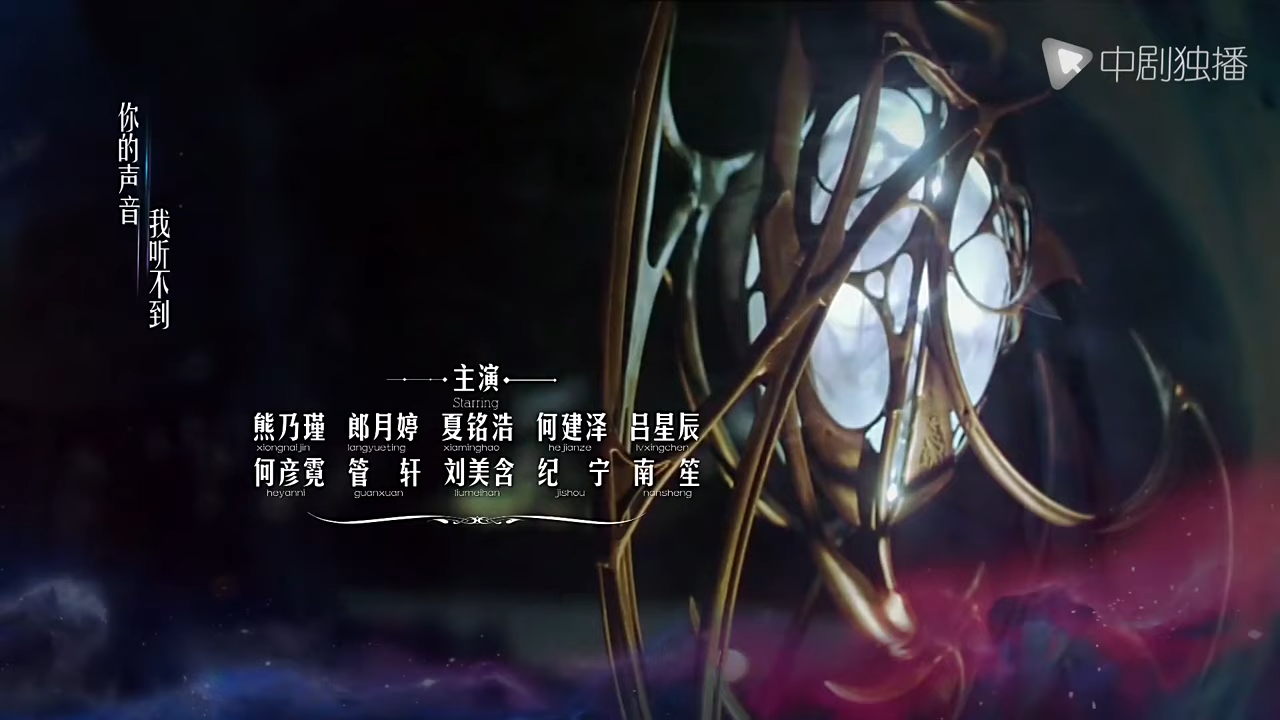 中剧独播
你的声音
我听不到
主演
Starring
熊乃瑾 郎月婷 夏铭浩 何建泽 吕星辰
xiongnaijin langyueting xiaminghao hejianze lvxingchen
何彦霓 管轩 刘美含 纪宁 南笙
heyanni guanxuan liumeihan jishou nansheng